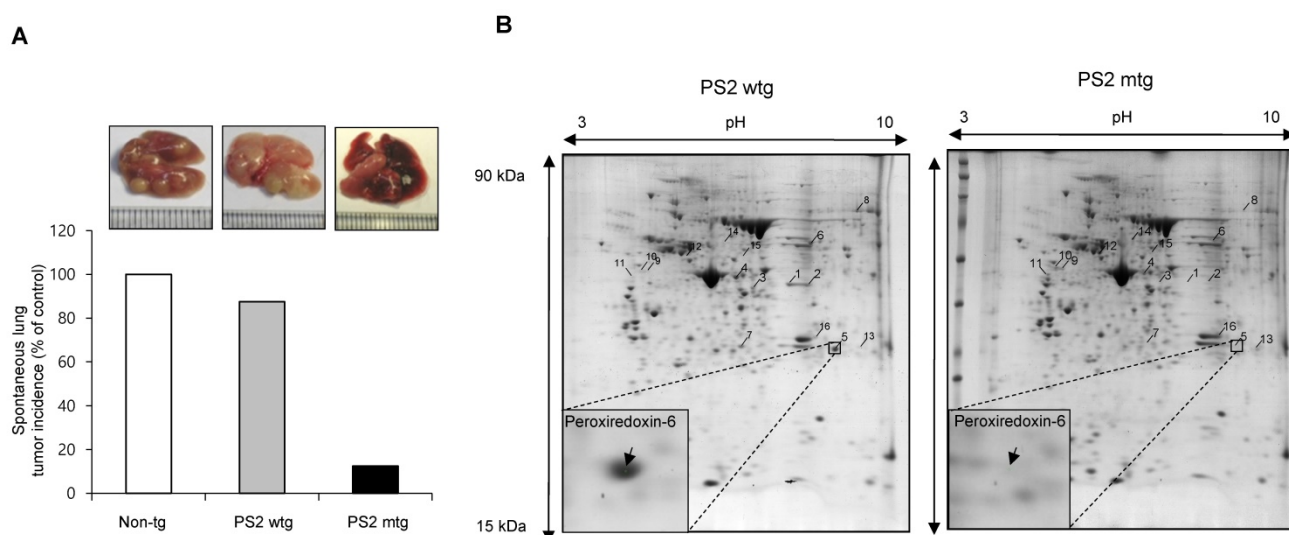 A
Spontaneous lung
tumor incidence (% of control)
120
100
80
60
40
20
0
Non-tg
PS2 wtg
PS2 mtg
B
PS2 wtg
3
pH
10
90 kDa
15 kDa
8
14
6
15
12
10
9
11
4
3
1
2
7
16
5
13
Peroxiredoxin-6
PS2 mtg
3
pH
10
8
14
6
15
12
10
9
11
4
3
1
2
7
16
5
13
Peroxiredoxin-6